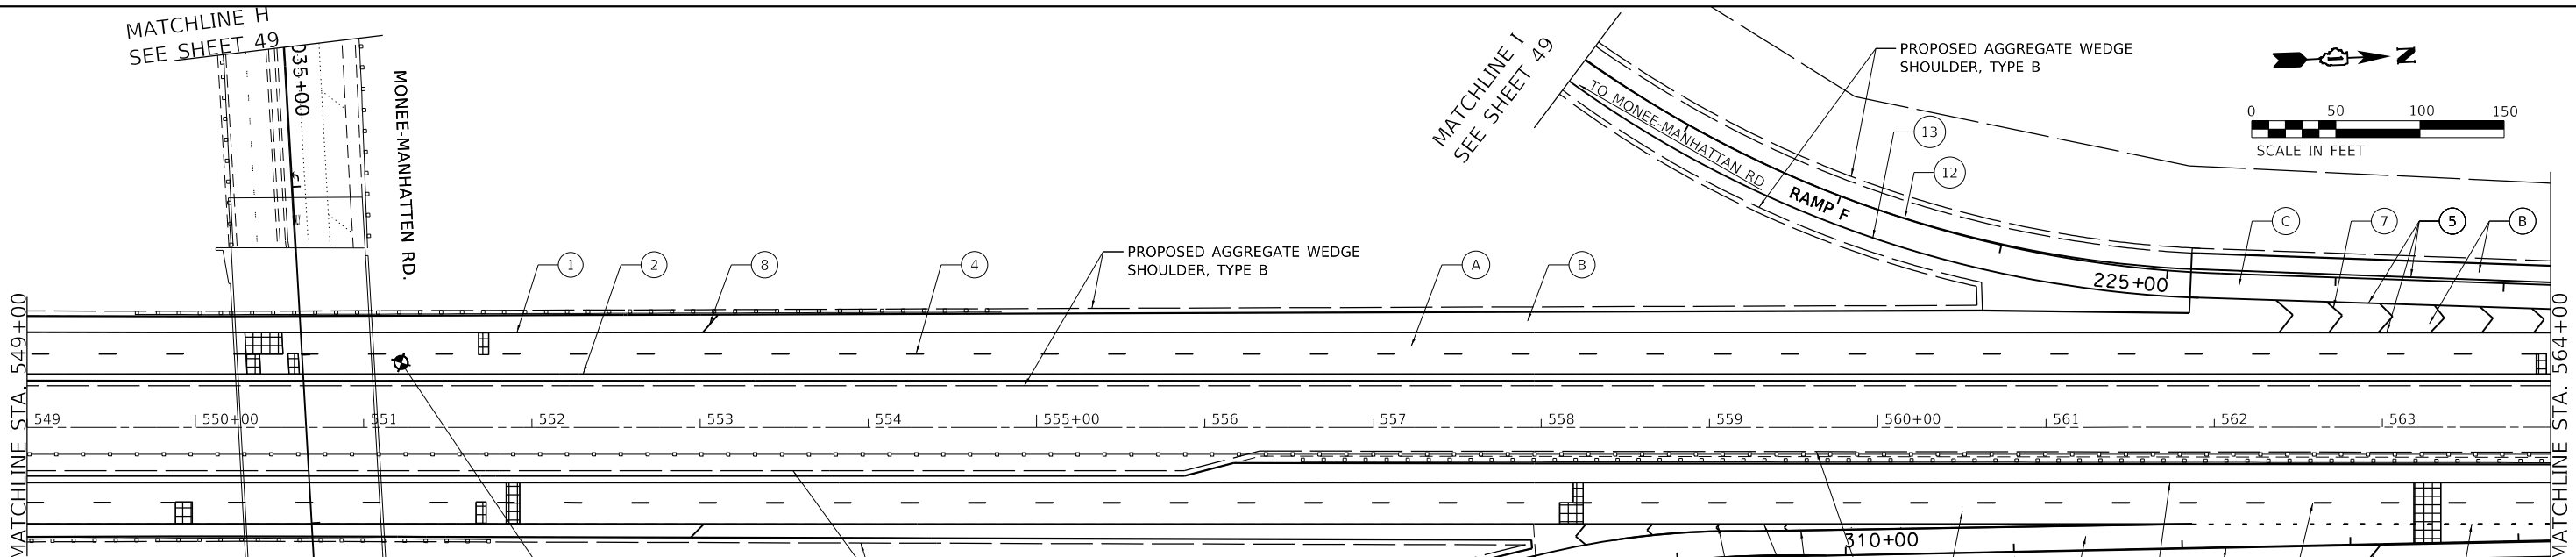 MATCHLINE H
SEE SHEET 49
035+00
MONEE-MANHATTEN RD.
MATCHLINE I
SEE SHEET 49
TO MONEE-MANHATTAN RD
RAMP F
PROPOSED AGGREGATE WEDGE
SHOULDER, TYPE B
13
12
N
0 50 100 150
SCALE IN FEET
C
7
5
B
225+00
1
2
8
4
PROPOSED AGGREGATE WEDGE
SHOULDER, TYPE B
A
B
MATCHLINE STA. 549+00
549 550+00 551 552 553 554 555+00 556 557 558 559 560+00 561 562 563
MATCHLINE STA. 564+00
310+00